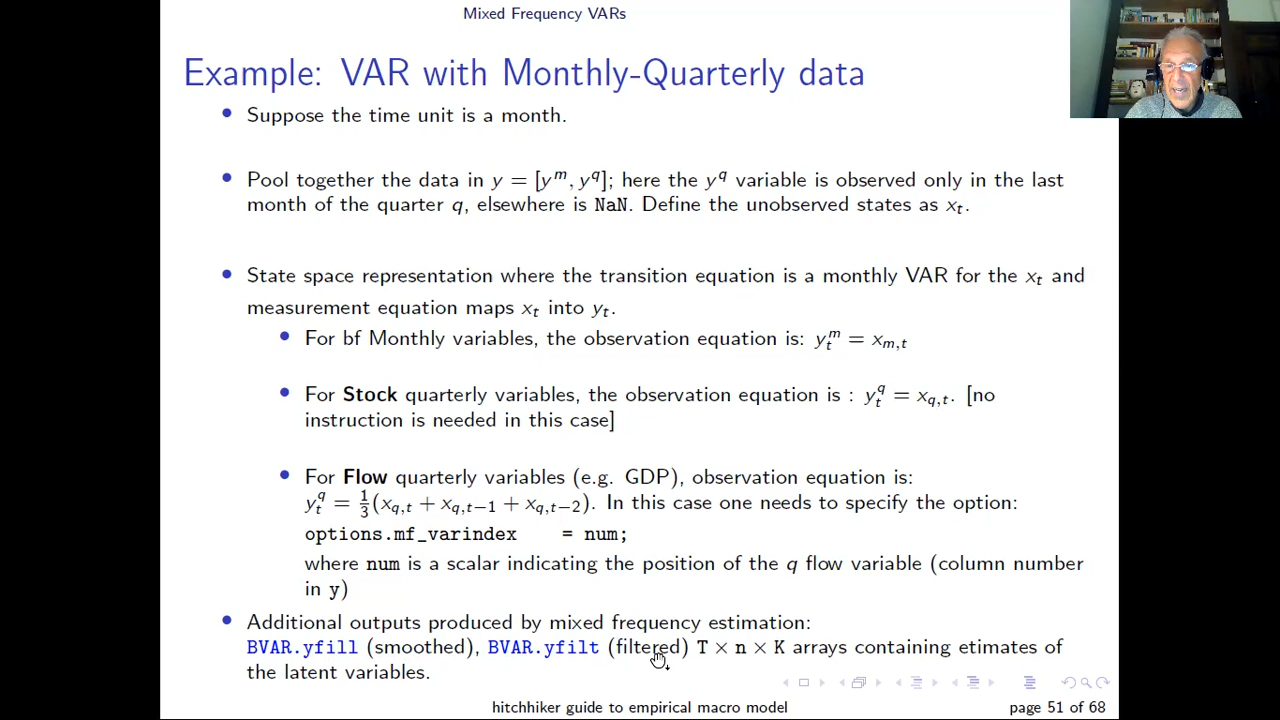 Mixed Frequency VARs
Example: VAR with Monthly-Quarterly data
• Suppose the time unit is a month.
• Pool together the data in y = [yᵐ, y^q]; here the y^q variable is observed only in the last
month of the quarter q, elsewhere is NaN. Define the unobserved states as x_t.
• State space representation where the transition equation is a monthly VAR for the x_t and
measurement equation maps x_t into y_t.
• For bf Monthly variables, the observation equation is: y_t^m = x_{m,t}
• For Stock quarterly variables, the observation equation is : y_t^q = x_{q,t}. [no
instruction is needed in this case]
• For Flow quarterly variables (e.g. GDP), observation equation is:
y_t^q = 1/3(x_{q,t} + x_{q,t−1} + x_{q,t−2}). In this case one needs to specify the option:
options.mf_varindex = num;
where num is a scalar indicating the position of the q flow variable (column number
in y)
• Additional outputs produced by mixed frequency estimation:
BVAR.yfill (smoothed), BVAR.yfilt (filtered) T × n × K arrays containing etimates of
the latent variables.
hitchhiker guide to empirical macro model page 51 of 68